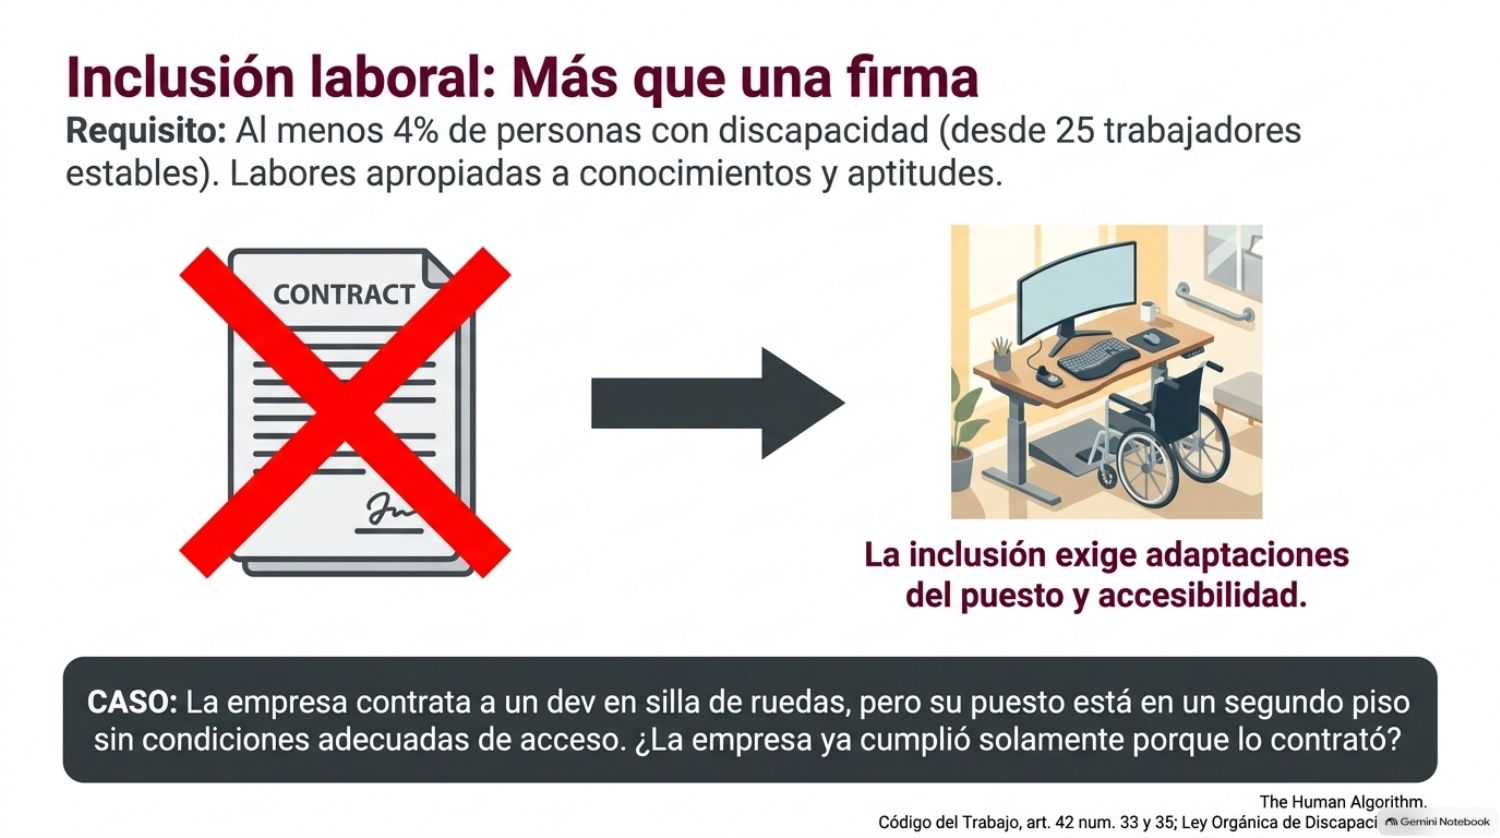 Inclusión laboral: Más que una firma
Requisito: Al menos 4% de personas con discapacidad (desde 25 trabajadores
estables). Labores apropiadas a conocimientos y aptitudes.
CONTRACT
La inclusión exige adaptaciones
del puesto y accesibilidad.
CASO: La empresa contrata a un dev en silla de ruedas, pero su puesto está en un segundo piso
sin condiciones adecuadas de acceso. ¿La empresa ya cumplió solamente porque lo contrató?
The Human Algorithm.
Código del Trabajo, art. 42 num. 33 y 35; Ley Orgánica de
Gemini Notebook